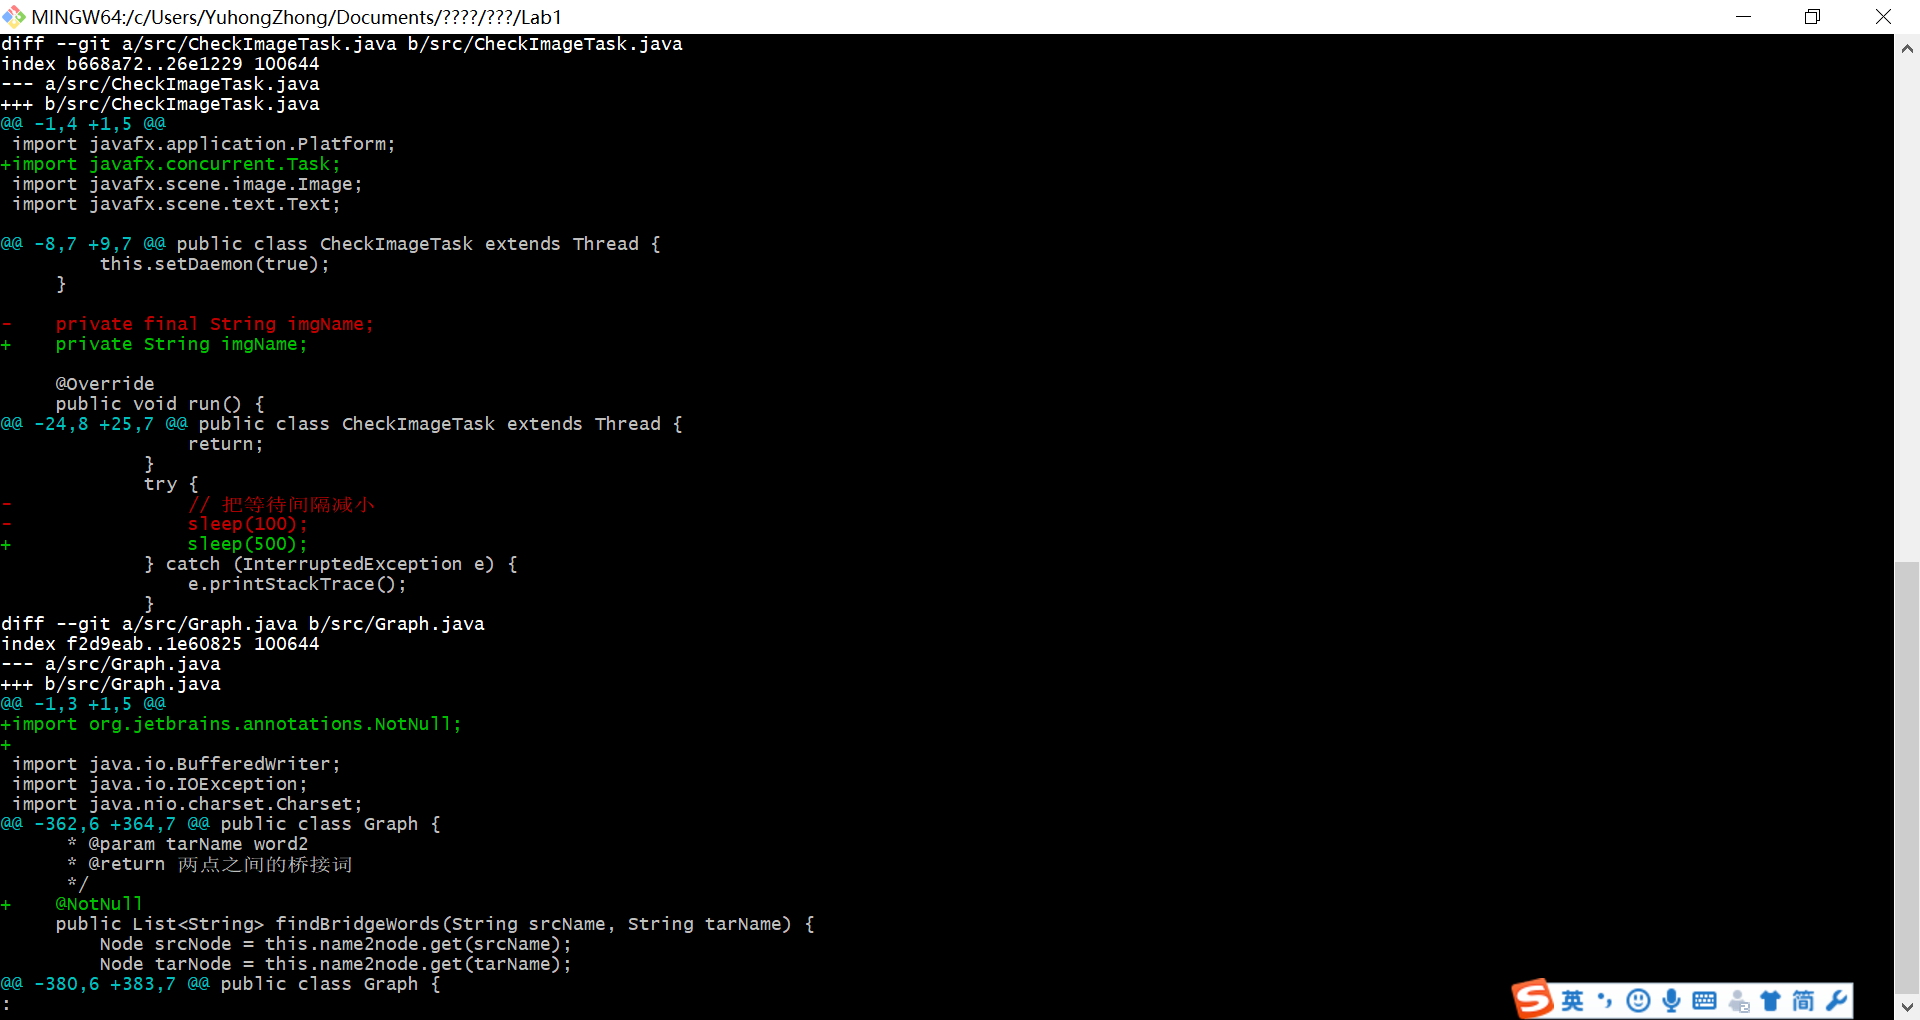 MINGW64:/c/Users/YuhongZhong/Documents/????/???/Lab1
diff --git a/src/CheckImageTask.java b/src/CheckImageTask.java
index b668a72..26e1229 100644
--- a/src/CheckImageTask.java
+++ b/src/CheckImageTask.java
@@ -1,4 +1,5 @@
 import javafx.application.Platform;
+import javafx.concurrent.Task;
 import javafx.scene.image.Image;
 import javafx.scene.text.Text;

@@ -8,7 +9,7 @@ public class CheckImageTask extends Thread {
         this.setDaemon(true);
     }

-    private final String imgName;
+    private String imgName;

     @Override
     public void run() {
@@ -24,8 +25,7 @@ public class CheckImageTask extends Thread {
                 return;
             }
             try {
-                // 把等待间隔减小
-                sleep(100);
+                sleep(500);
             } catch (InterruptedException e) {
                 e.printStackTrace();
             }
diff --git a/src/Graph.java b/src/Graph.java
index f2d9eab..1e60825 100644
--- a/src/Graph.java
+++ b/src/Graph.java
@@ -1,3 +1,5 @@
+import org.jetbrains.annotations.NotNull;
+
 import java.io.BufferedWriter;
 import java.io.IOException;
 import java.nio.charset.Charset;
@@ -362,6 +364,7 @@ public class Graph {
      * @param tarName word2
      * @return 两点之间的桥接词
      */
+    @NotNull
     public List<String> findBridgeWords(String srcName, String tarName) {
         Node srcNode = this.name2node.get(srcName);
         Node tarNode = this.name2node.get(tarName);
@@ -380,6 +383,7 @@ public class Graph {
:
S 英 简